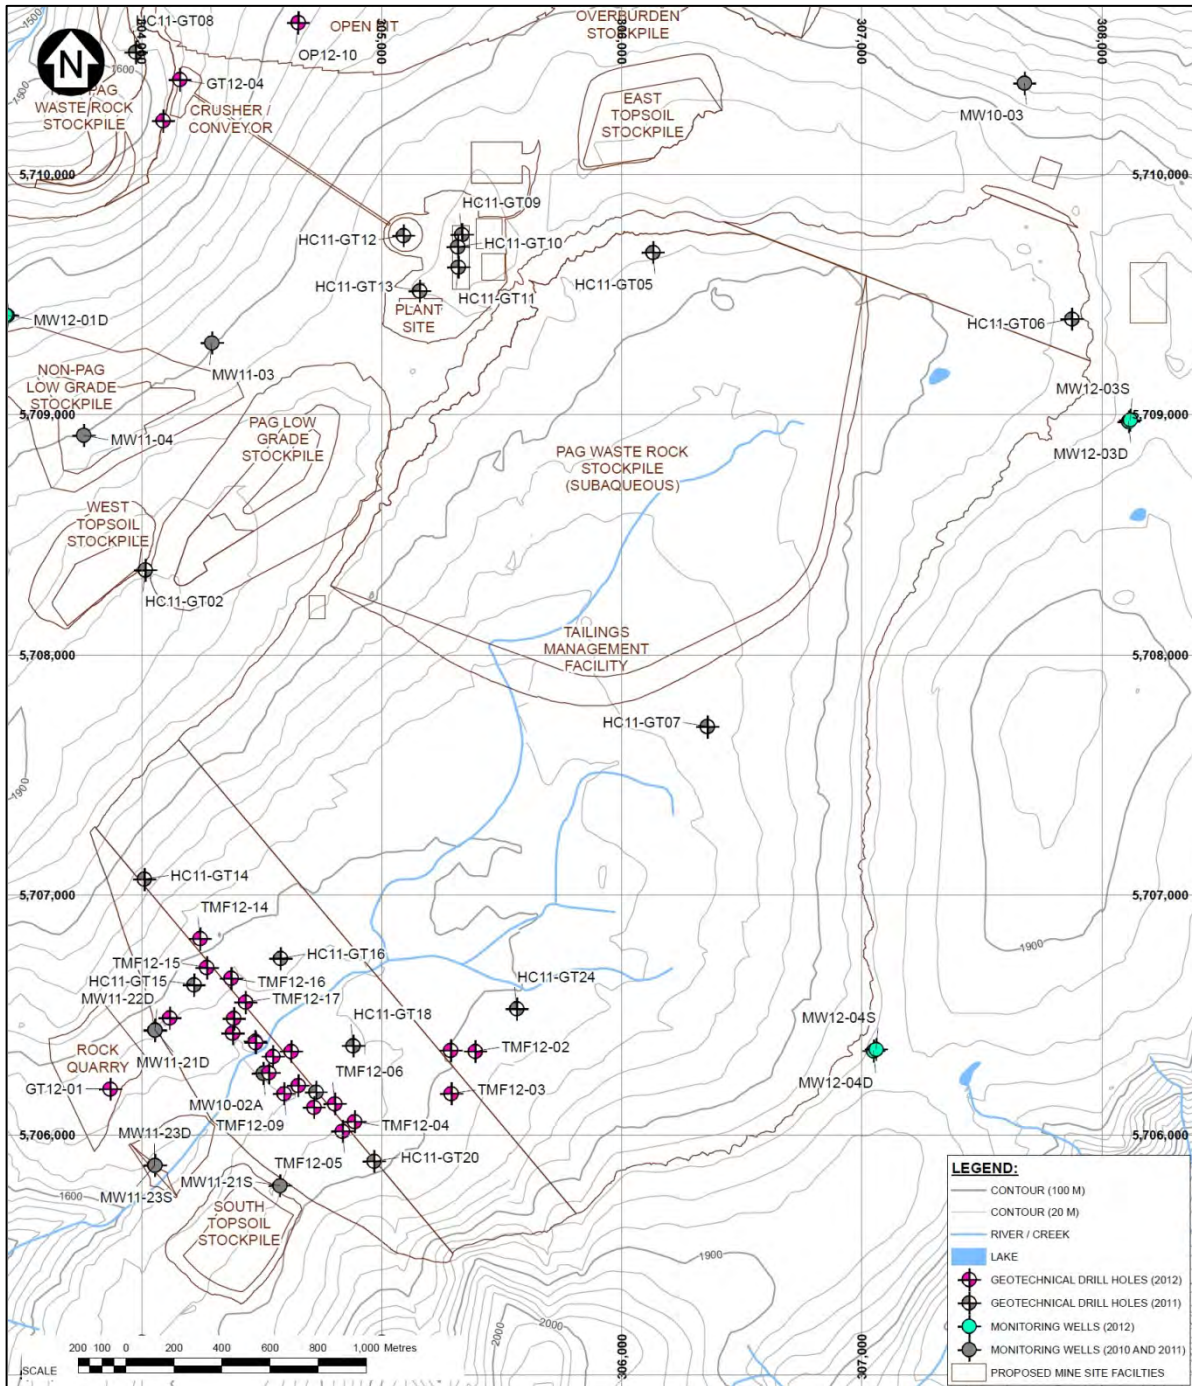 HC11-GT08
OPEN PIT
OVERBURDEN
STOCKPILE
1500
304,000
305,000
306,000
307,000
308,000
N
1600
1500
OP12-10
GT12-04
PAG
WASTE ROCK
STOCKPILE
CRUSHER /
CONVEYOR
EAST
TOPSOIL
STOCKPILE
MW10-03
5,710,000
5,710,000
HC11-GT09
HC11-GT12
HC11-GT10
HC11-GT13
HC11-GT11
HC11-GT05
PLANT
SITE
MW12-01D
HC11-GT06
MW11-03
NON-PAG
LOW GRADE
STOCKPILE
MW12-03S
5,709,000
5,709,000
PAG LOW
GRADE
STOCKPILE
MW11-04
PAG WASTE ROCK
STOCKPILE
(SUBAQUEOUS)
MW12-03D
WEST
TOPSOIL
STOCKPILE
HC11-GT02
TAILINGS
MANAGEMENT
FACILITY
5,708,000
5,708,000
HC11-GT07
1900
HC11-GT14
5,707,000
5,707,000
TMF12-14
1900
HC11-GT16
TMF12-15
HC11-GT15
TMF12-16
MW11-22D
TMF12-17
HC11-GT24
HC11-GT18
MW12-04S
ROCK
QUARRY
MW11-21D
TMF12-02
TMF12-06
GT12-01
MW12-04D
TMF12-03
MW10-02A
TMF12-09
TMF12-04
MW11-23D
5,706,000
5,706,000
TMF12-05
HC11-GT20
MW11-21S
MW11-23S
1600
SOUTH
TOPSOIL
STOCKPILE
1900
2000
2000
LEGEND:
CONTOUR (100 M)
CONTOUR (20 M)
RIVER / CREEK
LAKE
GEOTECHNICAL DRILL HOLES (2012)
GEOTECHNICAL DRILL HOLES (2011)
MONITORING WELLS (2012)
MONITORING WELLS (2010 AND 2011)
PROPOSED MINE SITE FACILTIES
200 100 0 200 400 600 800 1,000 Metres
SCALE
306,000
307,000